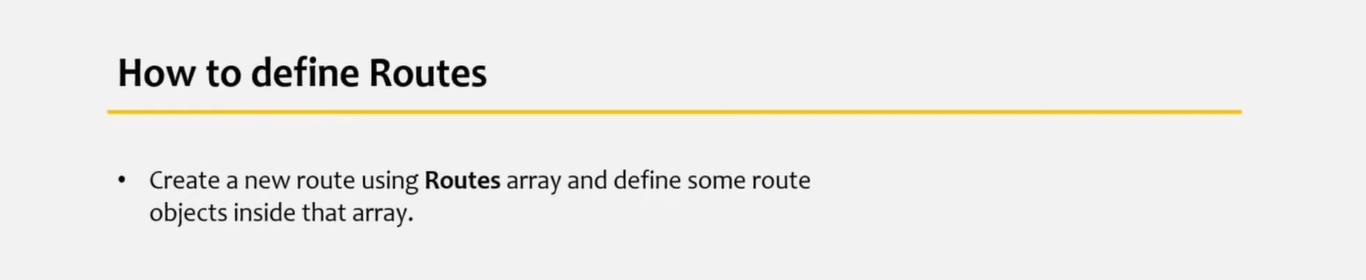 How to define Routes
• Create a new route using Routes array and define some route
objects inside that array.